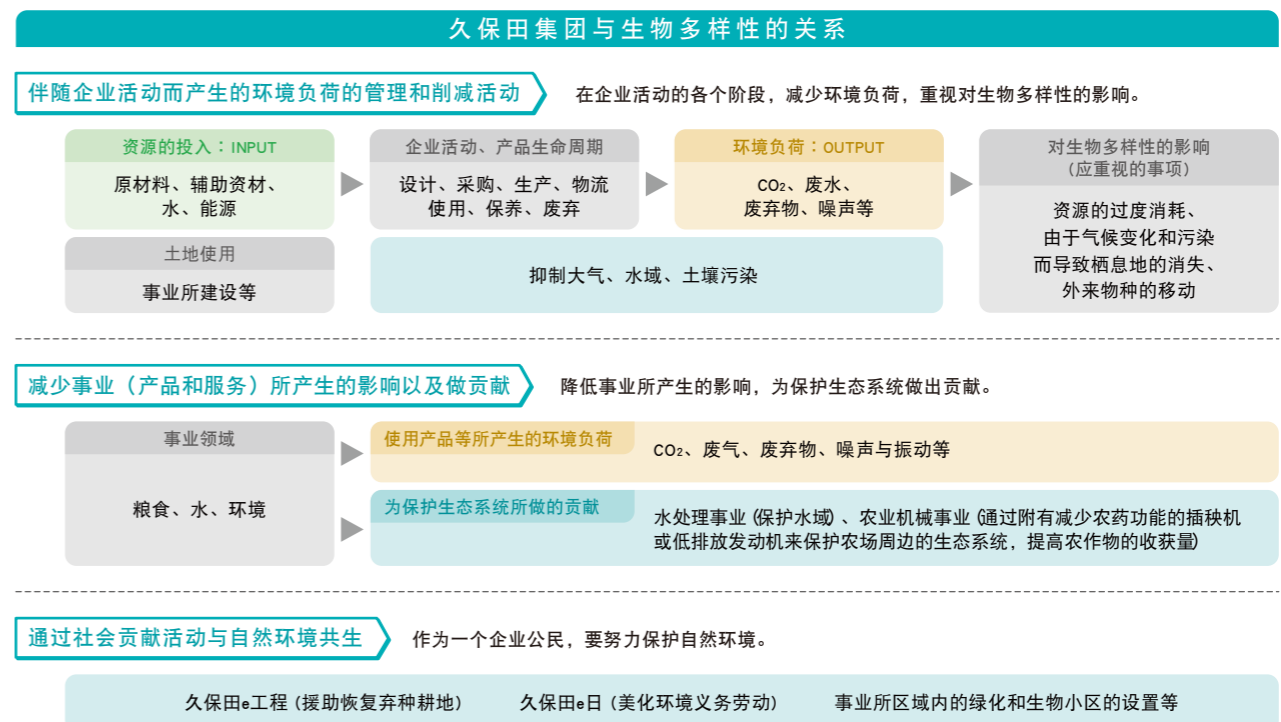 久保田集团与生物多样性的关系
伴随企业活动而产生的环境负荷的管理和削减活动
在企业活动的各个阶段，减少环境负荷，重视对生物多样性的影响。
资源的投入：INPUT
原材料、辅助资材、
水、能源
企业活动、产品生命周期
设计、采购、生产、物流
使用、保养、废弃
环境负荷：OUTPUT
CO₂、废水、
废弃物、噪声等
对生物多样性的影响
(应重视的事项)
资源的过度消耗、
由于气候变化和污染
而导致栖息地的消失、
外来物种的移动
土地使用
事业所建设等
抑制大气、水域、土壤污染
减少事业（产品和服务）所产生的影响以及做贡献
降低事业所产生的影响，为保护生态系统做出贡献。
事业领域
粮食、水、环境
使用产品等所产生的环境负荷
CO₂、废气、废弃物、噪声与振动等
为保护生态系统所做的贡献
水处理事业 (保护水域) 、农业机械事业 (通过附有减少农药功能的插秧机
或低排放发动机来保护农场周边的生态系统，提高农作物的收获量)
通过社会贡献活动与自然环境共生
作为一个企业公民，要努力保护自然环境。
久保田e工程 (援助恢复弃种耕地)
久保田e日 (美化环境义务劳动)
事业所区域内的绿化和生物小区的设置等